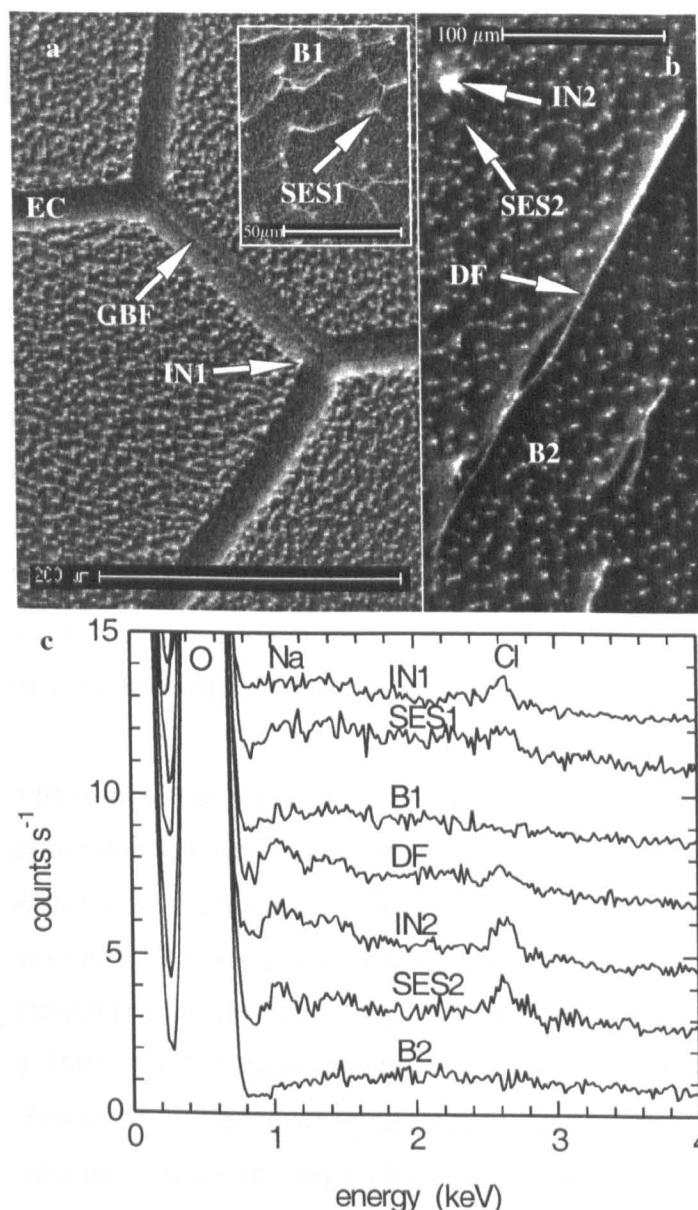 a
B1
SES1
50µm
EC
GBF
IN1
200 µm
100 µm
b
IN2
SES2
DF
B2
c
15
10
5
0
counts s⁻¹
O
Na
Cl
IN1
SES1
B1
DF
IN2
SES2
B2
0 1 2 3 4
energy (keV)